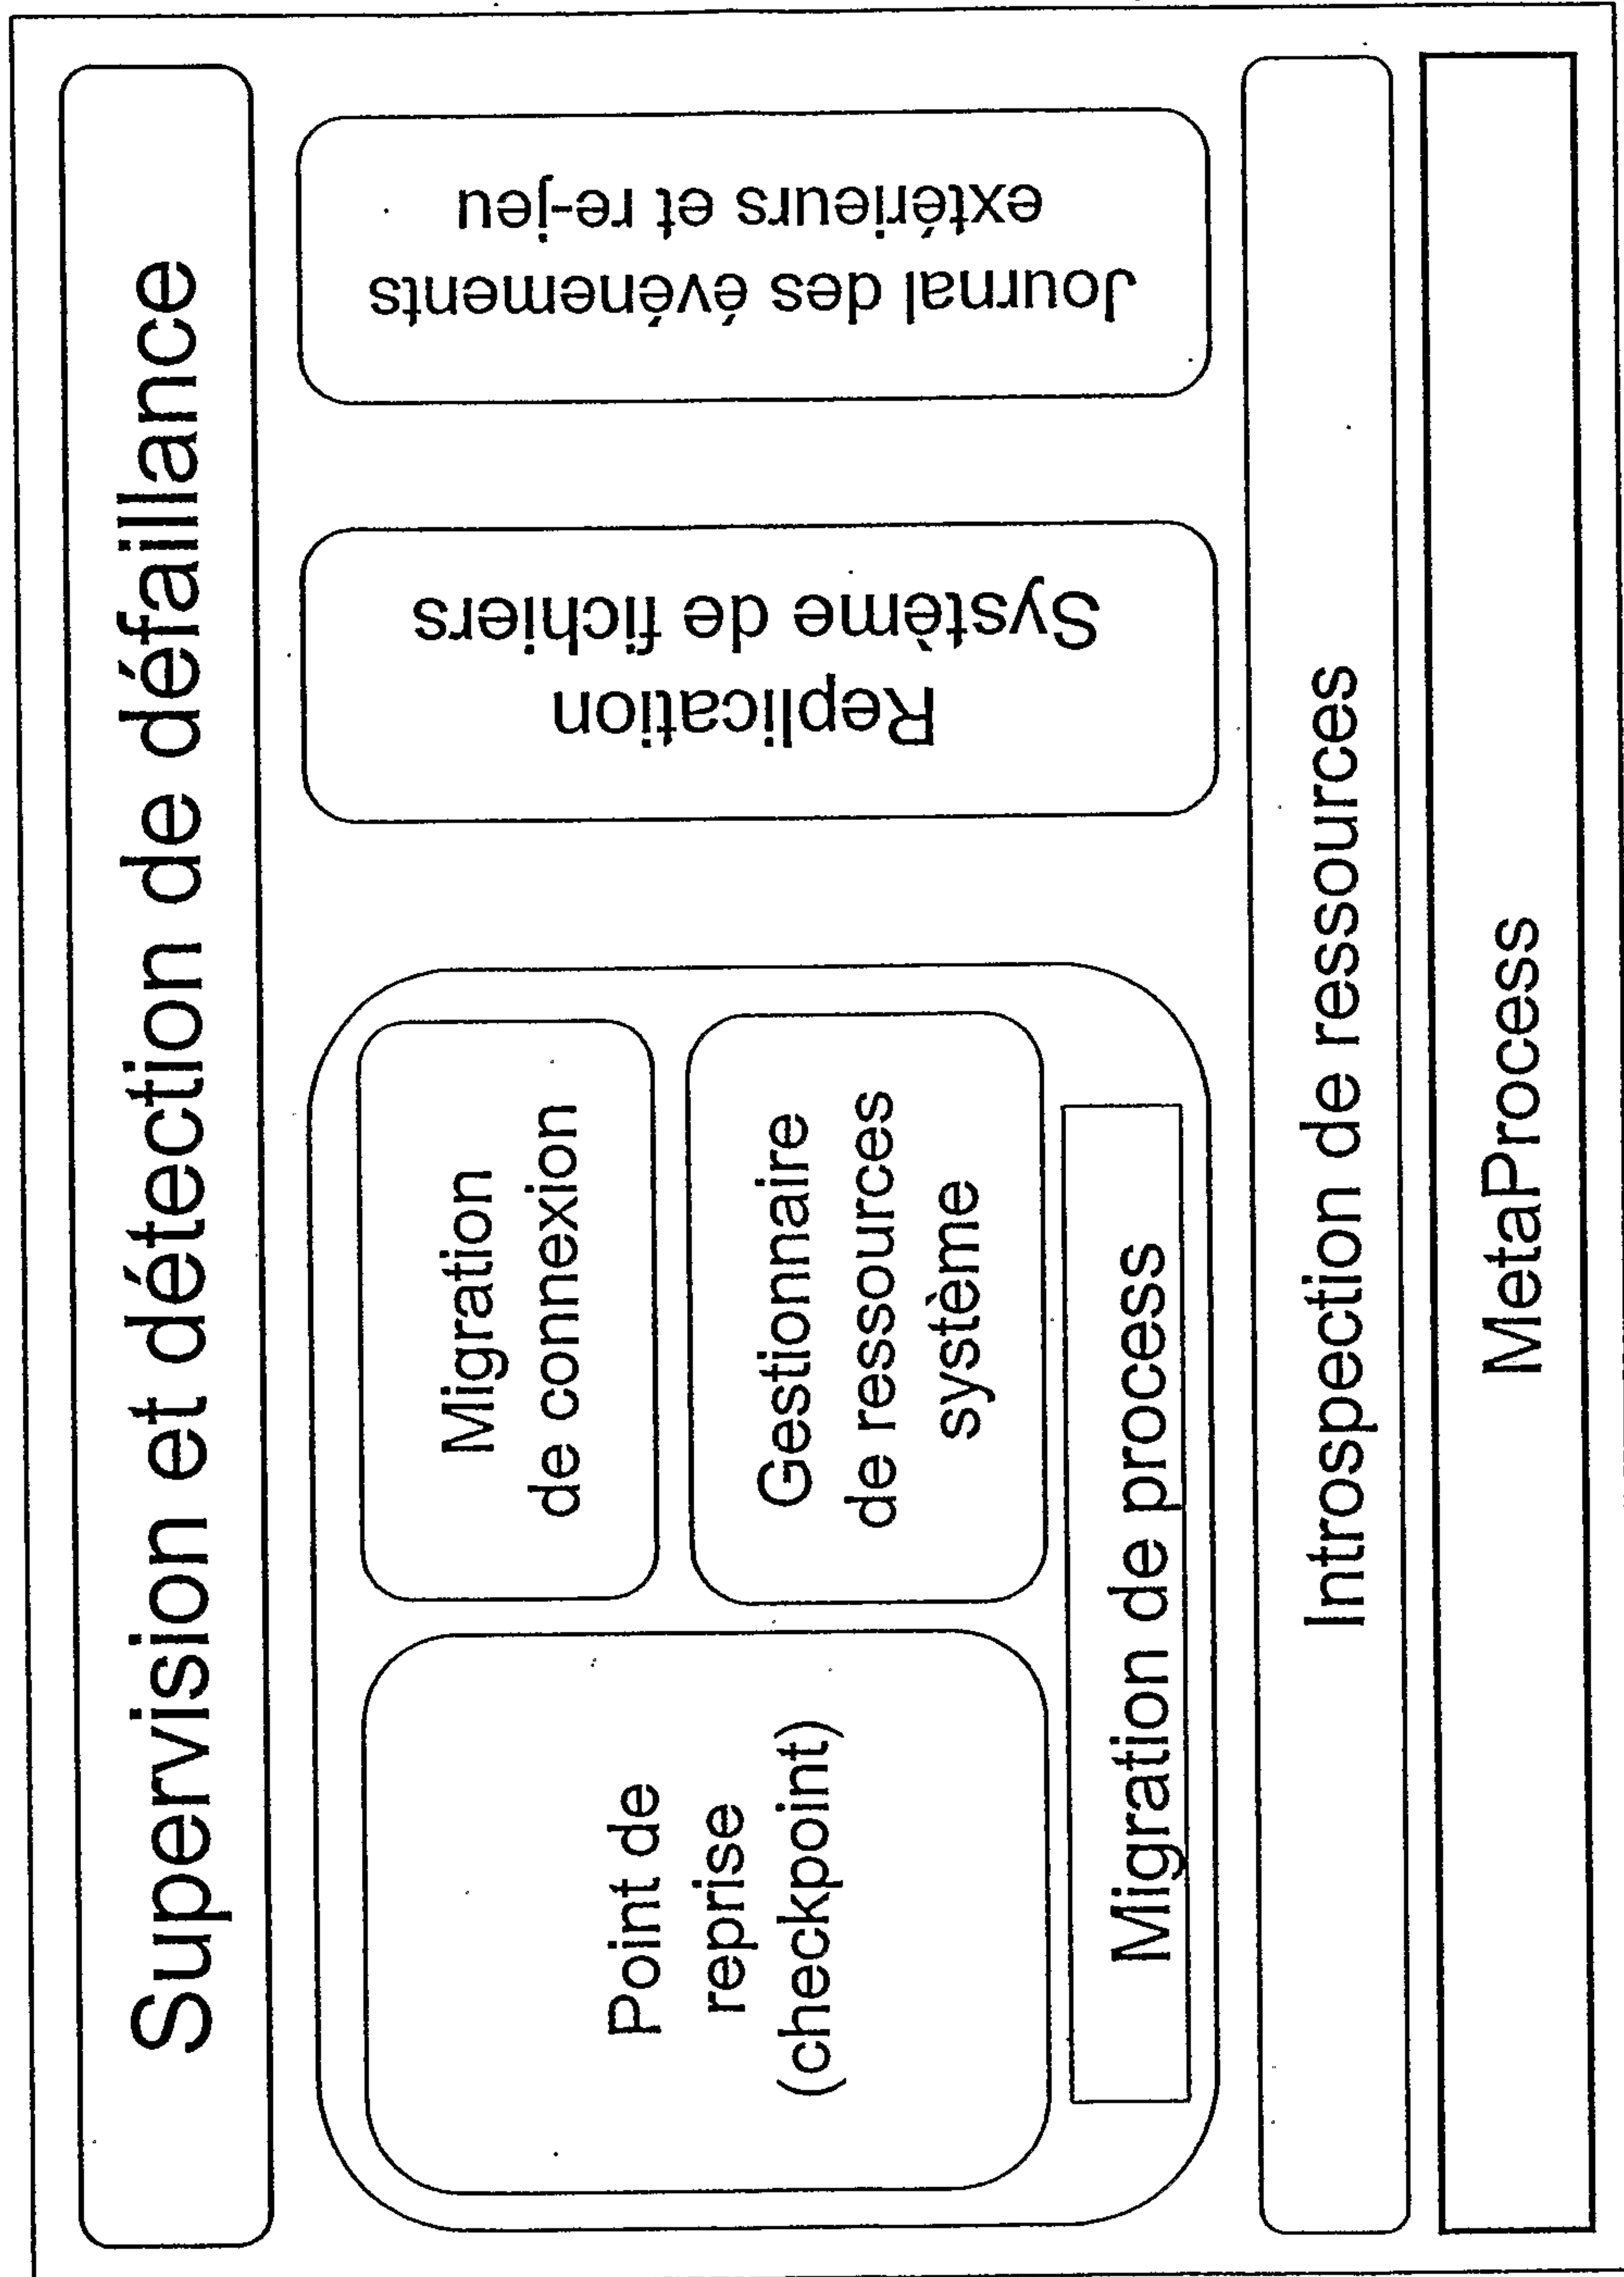 Supervision et détection de défaillance
Point de
reprise
(checkpoint)
Migration
de connexion
Gestionnaire
de ressources
système
Migration de process
Replication
Système de fichiers
Journal des événements
extérieurs et re-jeu
Introspection de ressources
MetaProcess